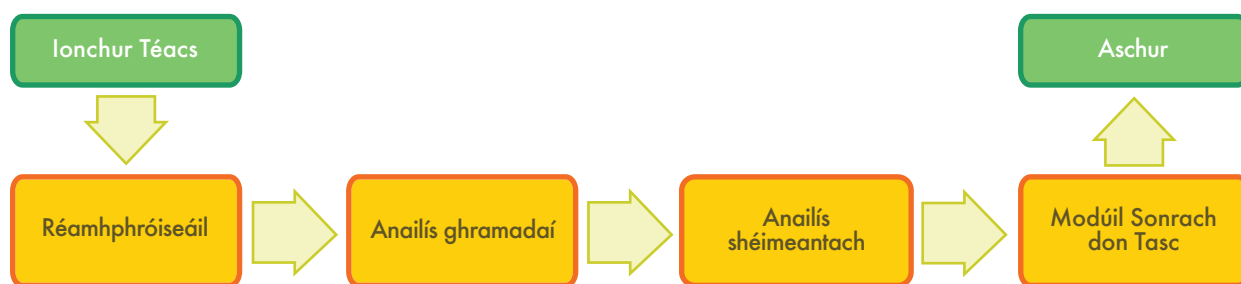 Ionchur Téacs
Aschur
Réamhphróiseáil
Anailís ghramadaí
Anailís
shéimeantach
Modúil Sonrach
don Tasc